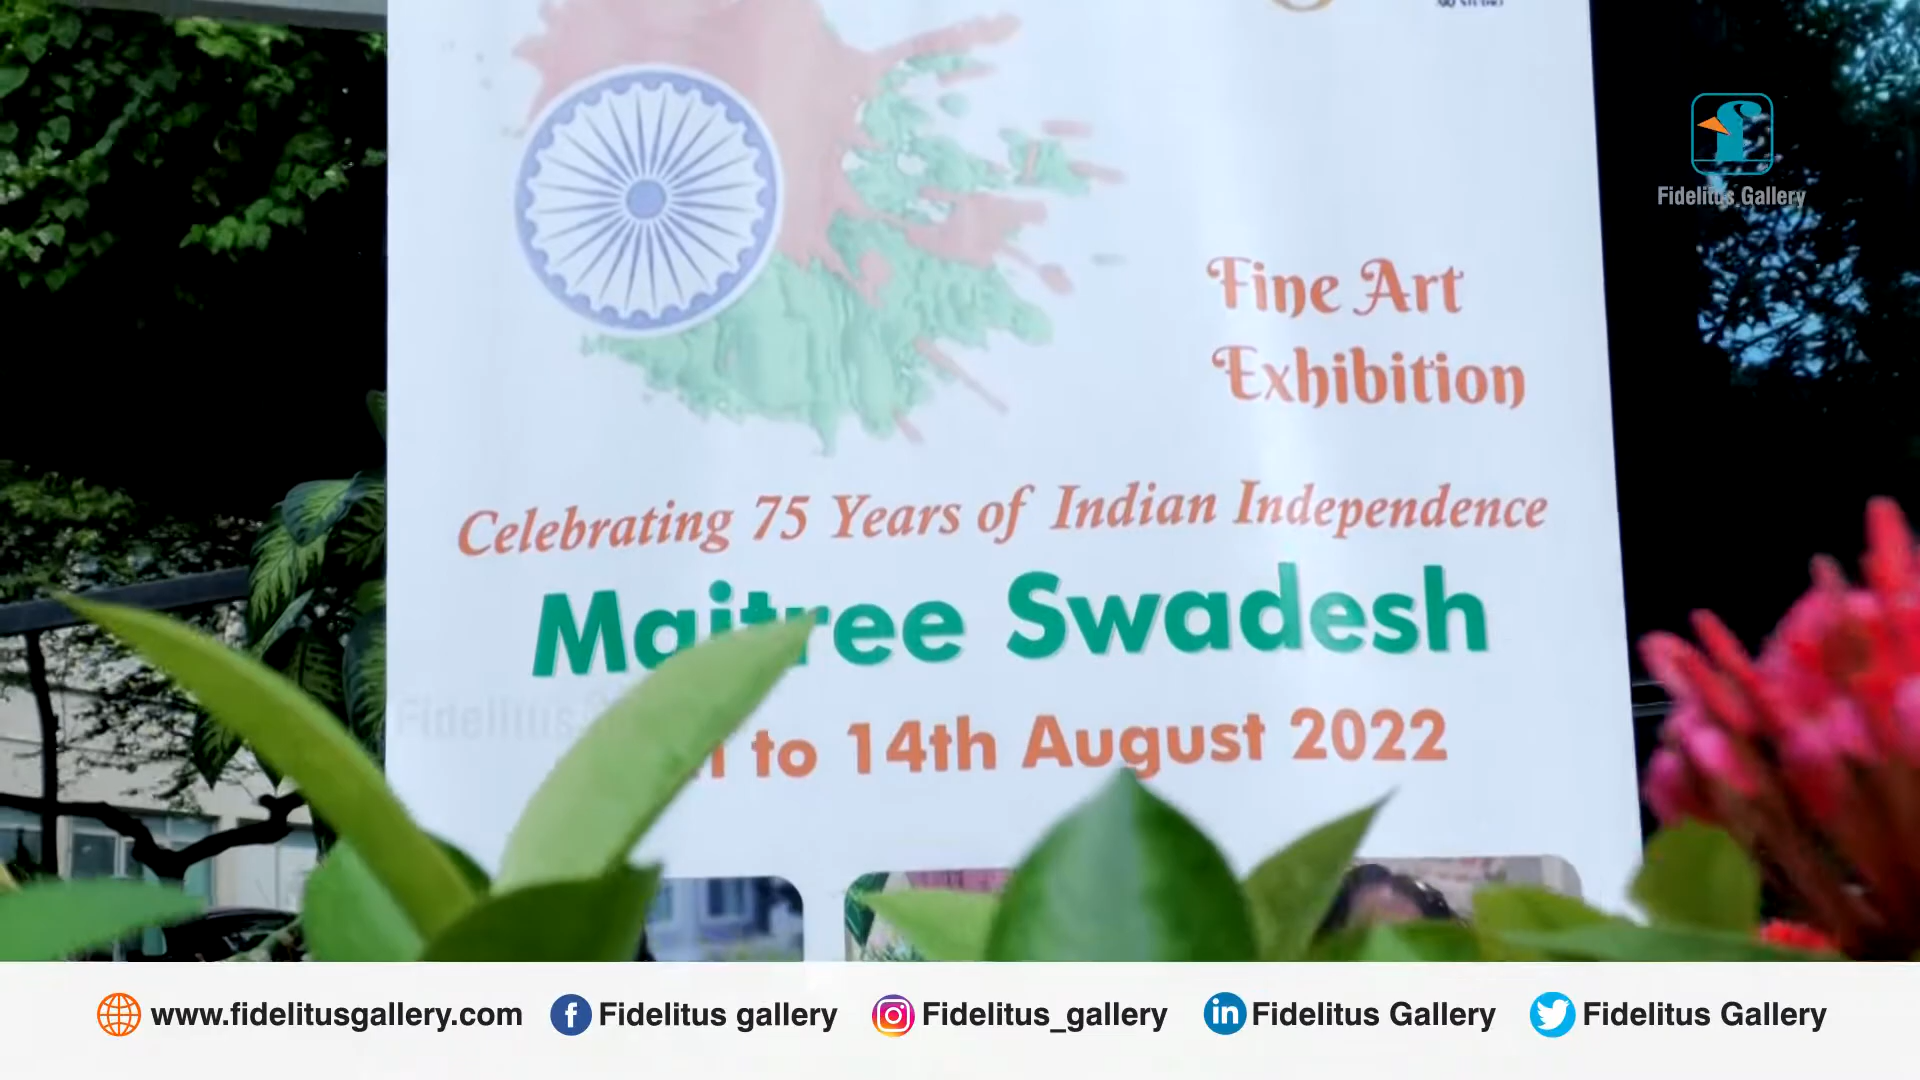 Fidelitus Gallery
Fine Art
Exhibition
Celebrating 75 Years of Indian Independence
Maitree Swadesh
Fidelitus
to 14th August 2022
www.fidelitusgallery.com
Fidelitus gallery
Fidelitus_gallery
Fidelitus Gallery
Fidelitus Gallery